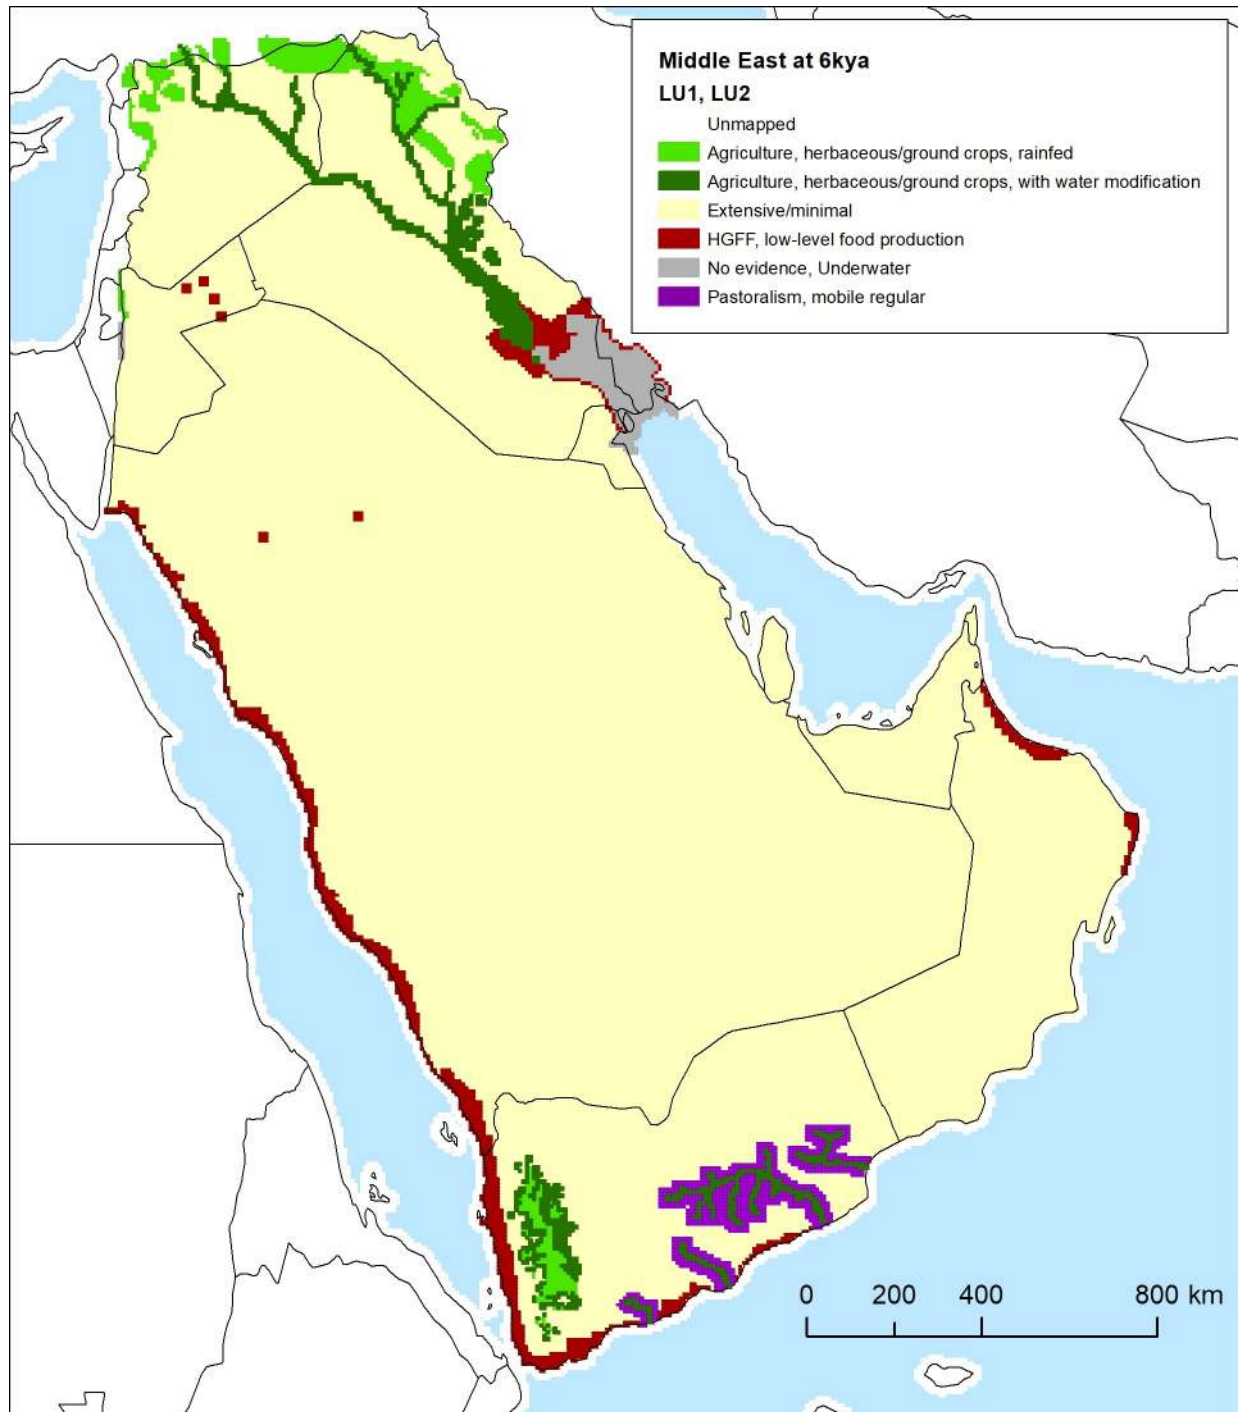 Middle East at 6kya
LU1, LU2
Unmapped
Agriculture, herbaceous/ground crops, rainfed
Agriculture, herbaceous/ground crops, with water modification
Extensive/minimal
HGFF, low-level food production
No evidence, Underwater
Pastoralism, mobile regular
0 200 400 800 km